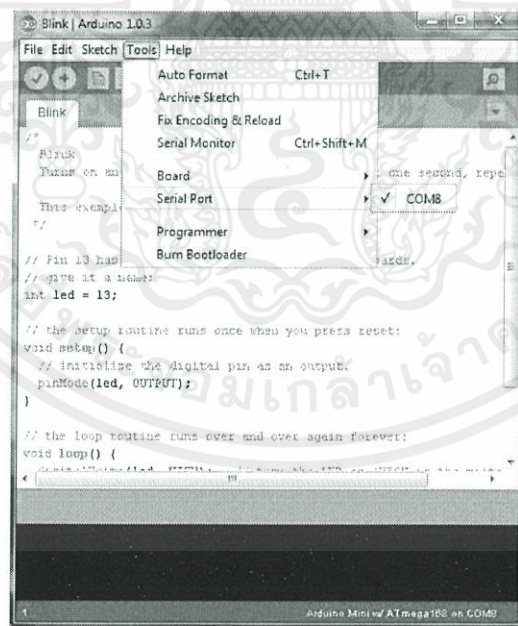 Blink | Arduino 1.0.3
File Edit Sketch Tools Help
Auto Format Ctrl+T
Archive Sketch
Fix Encoding & Reload
Serial Monitor Ctrl+Shift+M
Board
Serial Port
COM8
Programmer
Burn Bootloader
Blink
/*
Blink
Turns on an one second, repe
This exampl
*/
// Pin 13 has ards.
// give it a name:
int led = 13;
// the setup routine runs once when you press reset:
void setup() {
// initialize the digital pin as an output.
pinMode(led, OUTPUT);
}
// the loop routine runs over and over again forever:
void loop() {
1
Arduino Mini w/ ATmega168 on COM8